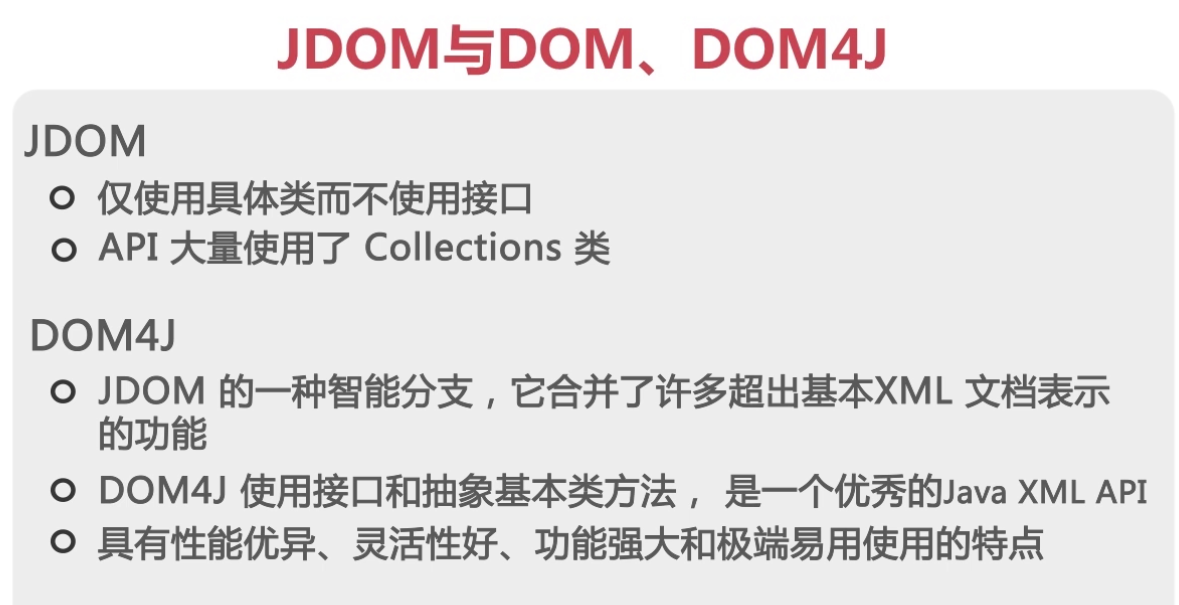 JDOM与DOM、DOM4J
JDOM
仅使用具体类而不使用接口
API 大量使用了 Collections 类
DOM4J
JDOM 的一种智能分支，它合并了许多超出基本XML 文档表示
的功能
DOM4J 使用接口和抽象基本类方法， 是一个优秀的Java XML API
具有性能优异、灵活性好、功能强大和极端易用使用的特点